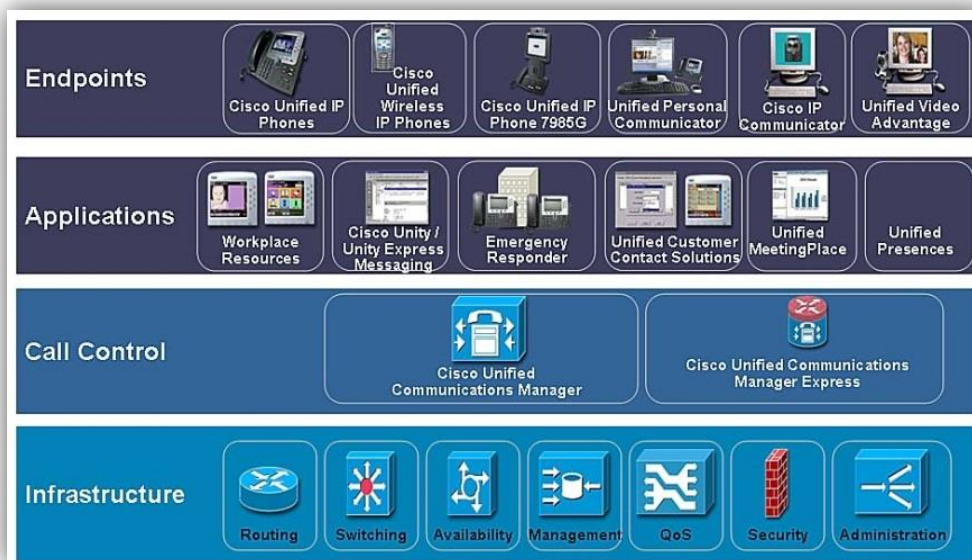 Endpoints
Cisco Unified IP
Phones
Cisco
Unified
Wireless
IP Phones
Cisco Unified IP
Phone 7985G
Unified Personal
Communicator
Cisco IP
Communicator
Unified Video
Advantage
Applications
Workplace
Resources
Cisco Unity /
Unity Express
Messaging
Emergency
Responder
Unified Customer
Contact Solutions
Unified
MeetingPlace
Unified
Presences
Call Control
Cisco Unified
Communications Manager
Cisco Unified Communications
Manager Express
Infrastructure
Routing
Switching
Availability
Management
QoS
Security
Administration